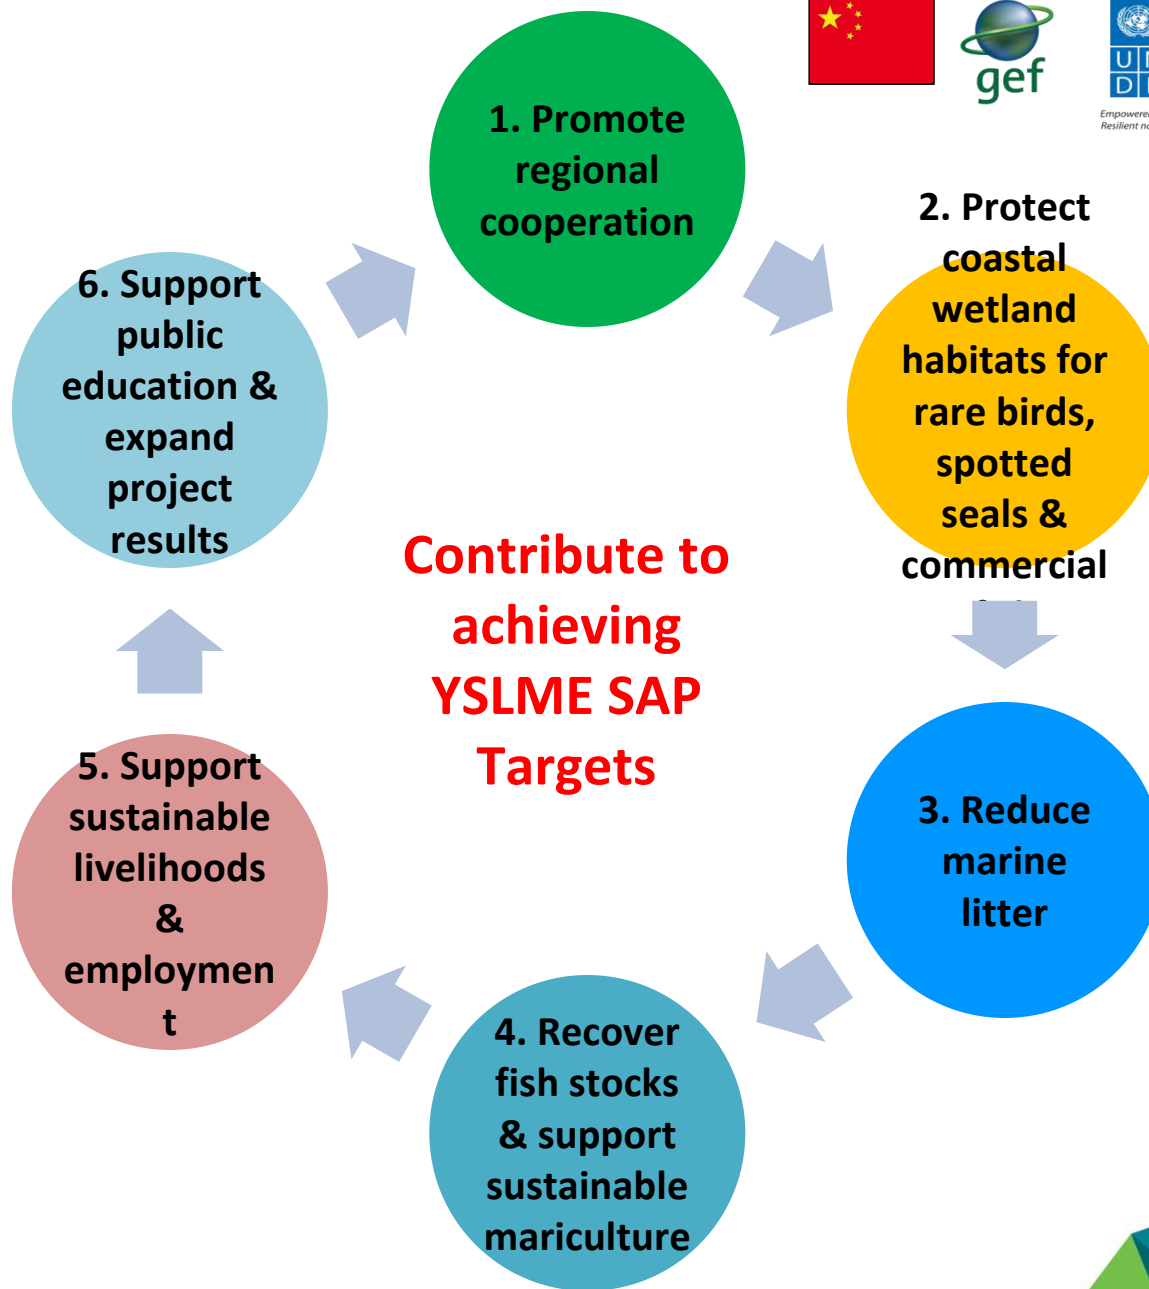 gef
Empowered
1. Promote
regional
cooperation
2. Protect
coastal
wetland
habitats for
rare birds,
spotted
seals &
commercial
3. Reduce
marine
litter
4. Recover
fish stocks
& support
sustainable
mariculture
5. Support
sustainable
livelihoods
&
employmen
t
6. Support
public
education &
expand
project
results
Contribute to
achieving
YSLME SAP
Targets